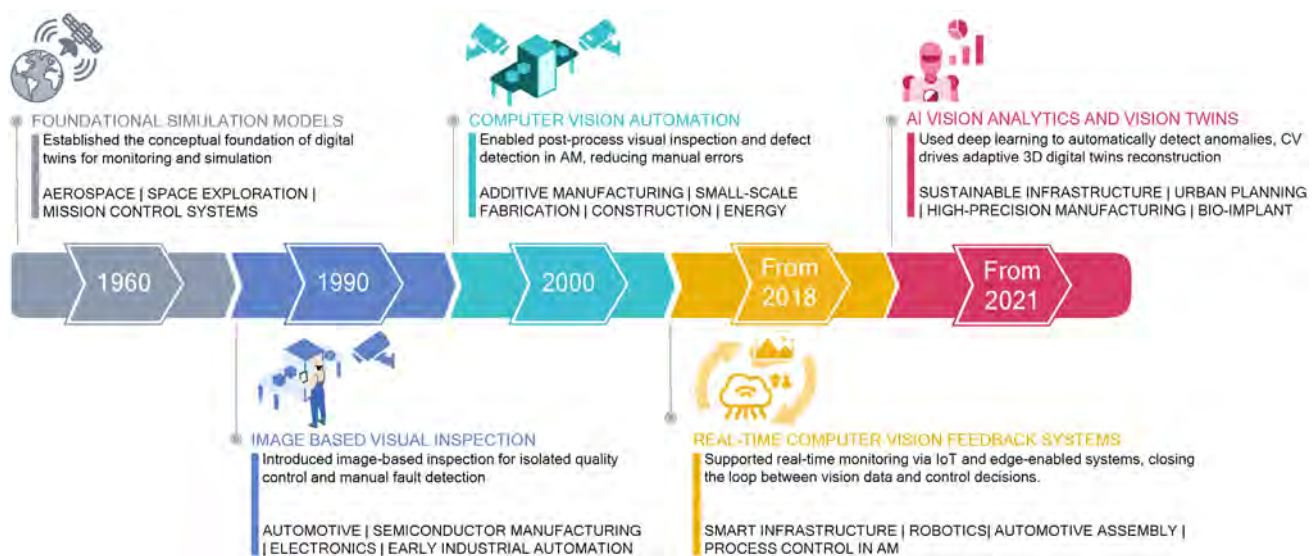 FOUNDATIONAL SIMULATION MODELS
Established the conceptual foundation of digital
twins for monitoring and simulation
AEROSPACE | SPACE EXPLORATION |
MISSION CONTROL SYSTEMS
COMPUTER VISION AUTOMATION
Enabled post-process visual inspection and defect
detection in AM, reducing manual errors
ADDITIVE MANUFACTURING | SMALL-SCALE
FABRICATION | CONSTRUCTION | ENERGY
AI VISION ANALYTICS AND VISION TWINS
Used deep learning to automatically detect anomalies, CV
drives adaptive 3D digital twins reconstruction
SUSTAINABLE INFRASTRUCTURE | URBAN PLANNING
| HIGH-PRECISION MANUFACTURING | BIO-IMPLANT
1960
1990
2000
From
2018
From
2021
IMAGE BASED VISUAL INSPECTION
Introduced image-based inspection for isolated quality
control and manual fault detection
AUTOMOTIVE | SEMICONDUCTOR MANUFACTURING
| ELECTRONICS | EARLY INDUSTRIAL AUTOMATION
REAL-TIME COMPUTER VISION FEEDBACK SYSTEMS
Supported real-time monitoring via IoT and edge-enabled systems, closing
the loop between vision data and control decisions.
SMART INFRASTRUCTURE | ROBOTICS| AUTOMOTIVE ASSEMBLY |
PROCESS CONTROL IN AM